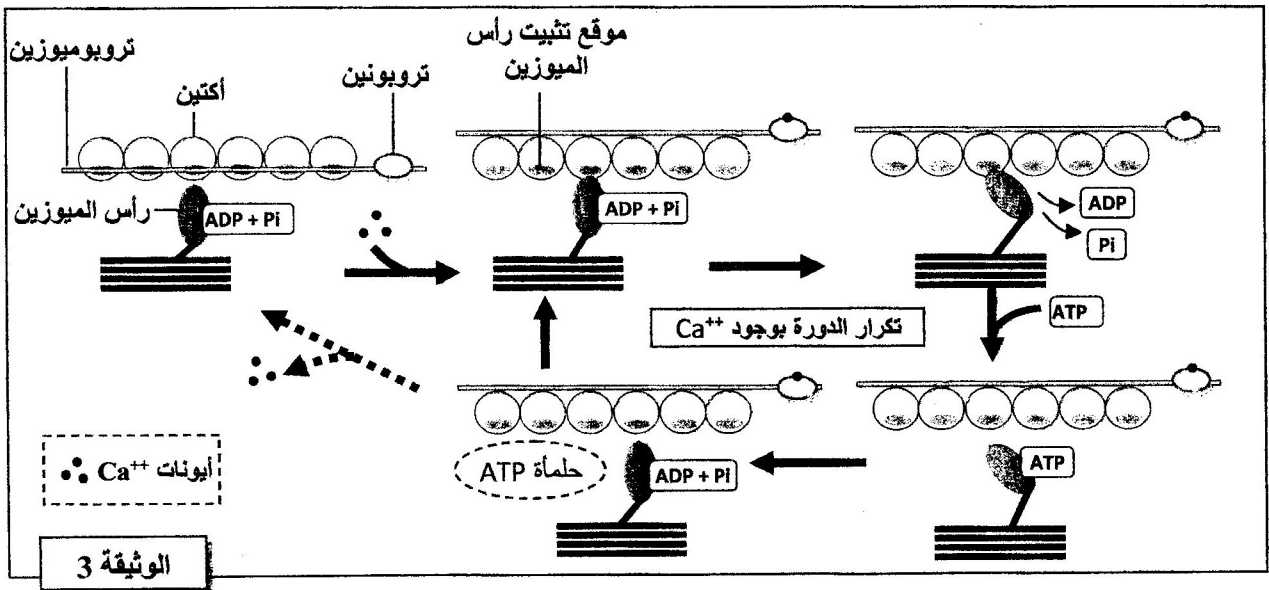 تروبوميوزين
أكتين
تروبونين
موقع تثبيت رأس
الميوزين
رأس الميوزين
ADP + Pi
ADP + Pi
ADP
Pi
ATP
تكرار الدورة بوجود Ca++
حلمأة ATP
ADP + Pi
ATP
أيونات Ca++
الوثيقة 3